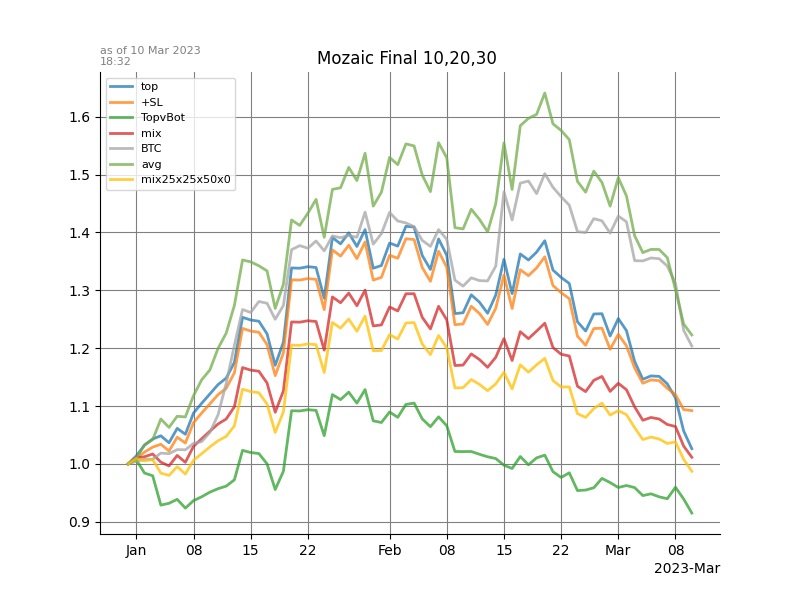 as of 10 Mar 2023
18:32
Mozaic Final 10,20,30
top
+SL
TopvBot
mix
BTC
avg
mix25x25x50x0
1.6
1.5
1.4
1.3
1.2
1.1
1.0
0.9
Jan 08 15 22 Feb 08 15 22 Mar 08
2023-Mar